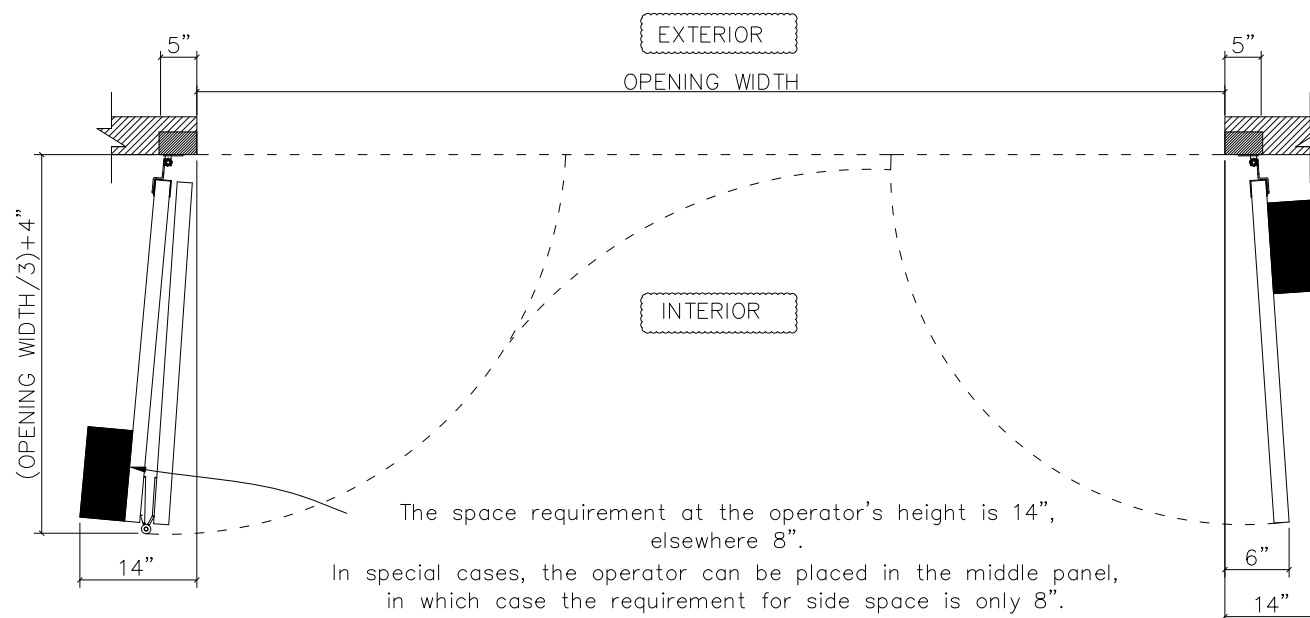 EXTERIOR
5” 5”
OPENING WIDTH
(OPENING WIDTH/3)+4”
INTERIOR
The space requirement at the operator’s height is 14”,
elsewhere 8”.
14” 6”
In special cases, the operator can be placed in the middle panel,
in which case the requirement for side space is only 8”.
14”